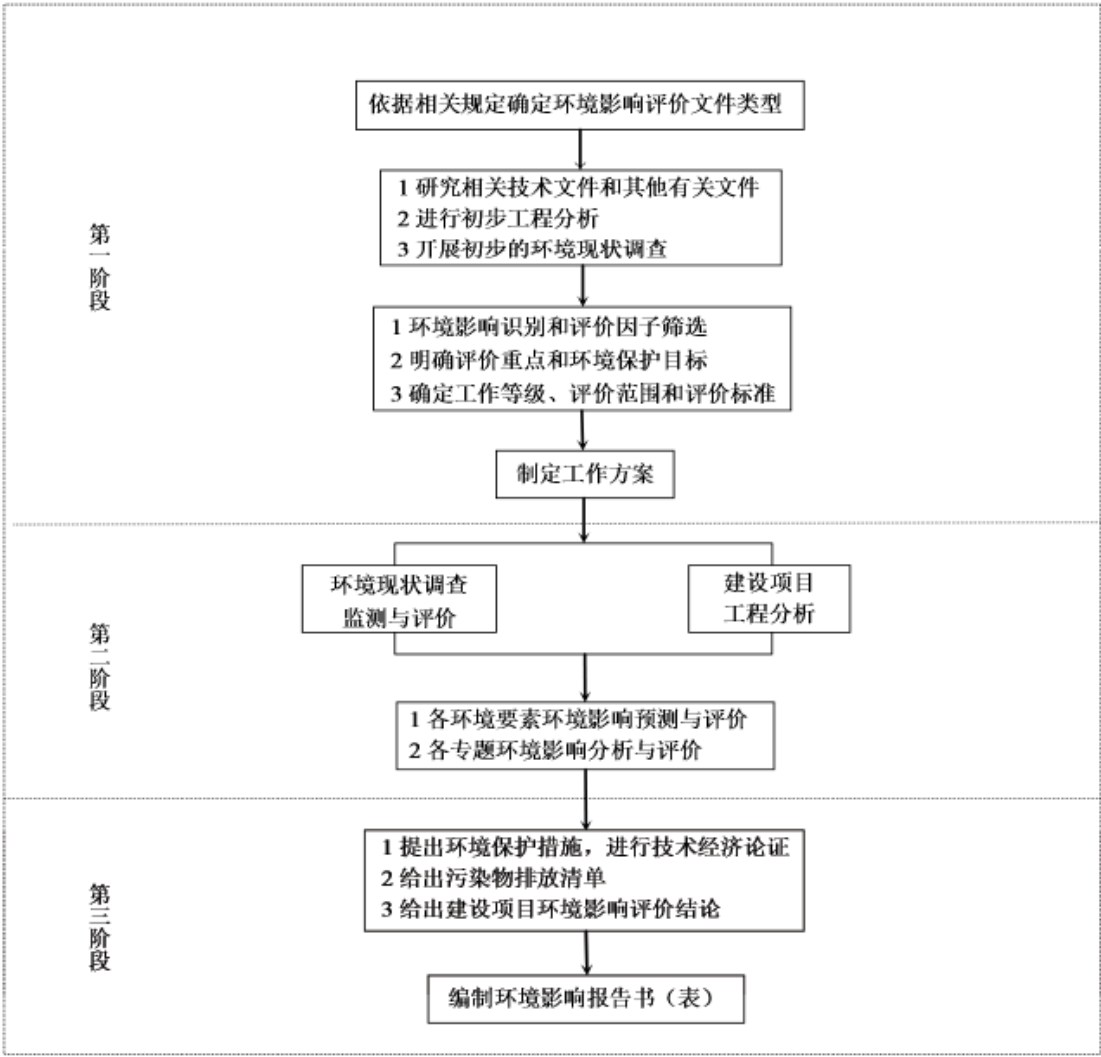 依据相关规定确定环境影响评价文件类型
1 研究相关技术文件和其他有关文件
2 进行初步工程分析
3 开展初步的环境现状调查
第一阶段
1 环境影响识别和评价因子筛选
2 明确评价重点和环境保护目标
3 确定工作等级、评价范围和评价标准
制定工作方案
环境现状调查
监测与评价
建设项目
工程分析
第二阶段
1 各环境要素环境影响预测与评价
2 各专题环境影响分析与评价
1 提出环境保护措施，进行技术经济论证
2 给出污染物排放清单
3 给出建设项目环境影响评价结论
第三阶段
编制环境影响报告书（表）